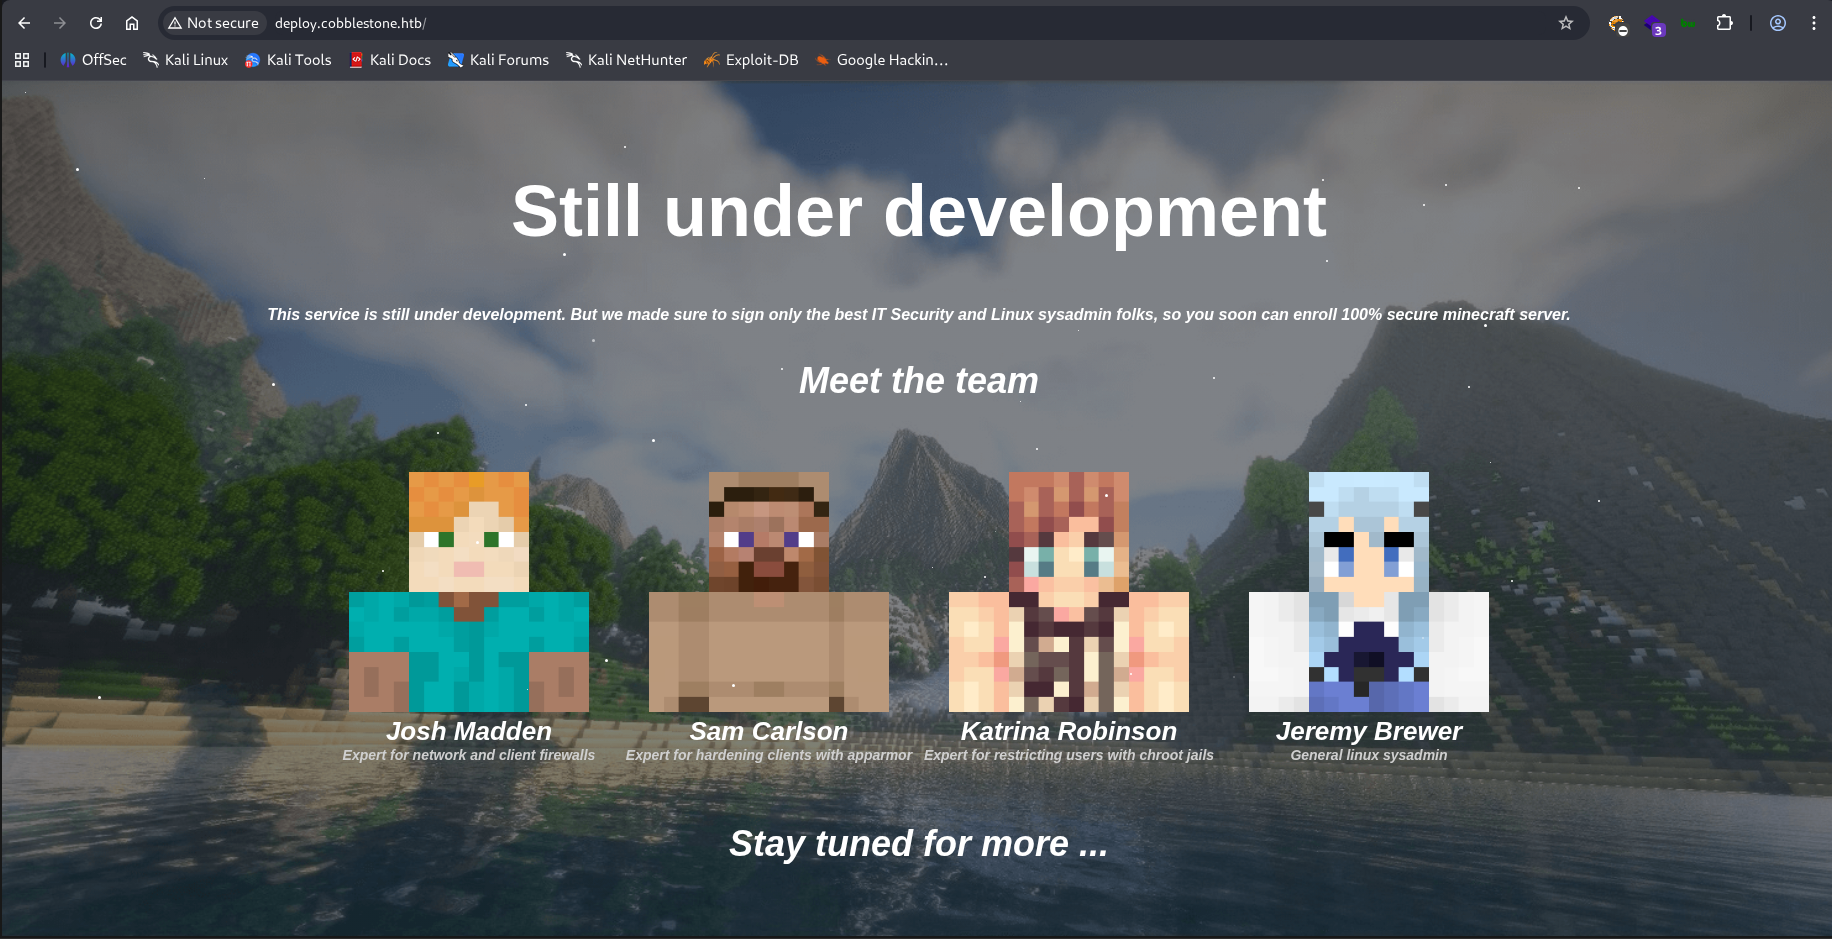 Not secure
deploy.cobblestone.htb/
3
OffSec
Kali Linux
Kali Tools
Kali Docs
Kali Forums
Kali NetHunter
Exploit-DB
Google Hackin...
Still under development
This service is still under development. But we made sure to sign only the best IT Security and Linux sysadmin folks, so you soon can enroll 100% secure minecraft server.
Meet the team
Josh Madden
Expert for network and client firewalls
Sam Carlson
Expert for hardening clients with apparmor
Katrina Robinson
Expert for restricting users with chroot jails
Jeremy Brewer
General linux sysadmin
Stay tuned for more ...